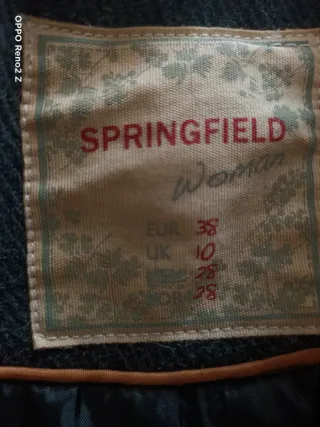 OPPO Reno2 Z
SPRINGFIELD
Woman
EUR 38
UK 10
28